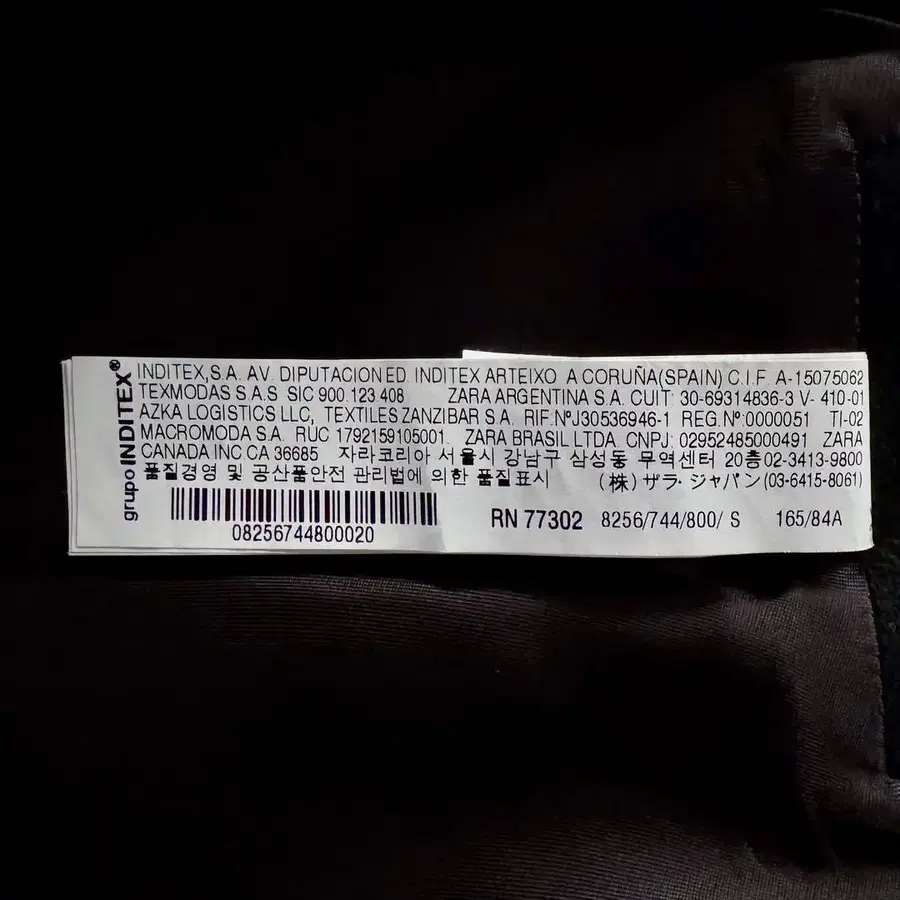 grupo INDITEX®
INDITEX,S.A. AV. DIPUTACION ED. INDITEX ARTEIXO A CORUÑA(SPAIN) C.I.F. A-15075062
TEXMODAS S.A.S SIC 900.123 408 ZARA ARGENTINA S.A. CUIT: 30-69314836-3 V- 410-01
AZKA LOGISTICS LLC, TEXTILES ZANZIBAR S.A. RIF.NºJ30536946-1 REG.Nº:0000051 TI-02
MACROMODA S.A. RUC 1792159105001. ZARA BRASIL LTDA. CNPJ: 02952485000491 ZARA
CANADA INC CA 36685 자라코리아 서울시 강남구 삼성동 무역센터 20층02-3413-9800
품질경영 및 공산품안전 관리법에 의한 품질표시 (株) ザラ・ジャパン (03-6415-8061)
08256744800020 RN 77302 8256/744/800/ S 165/84A